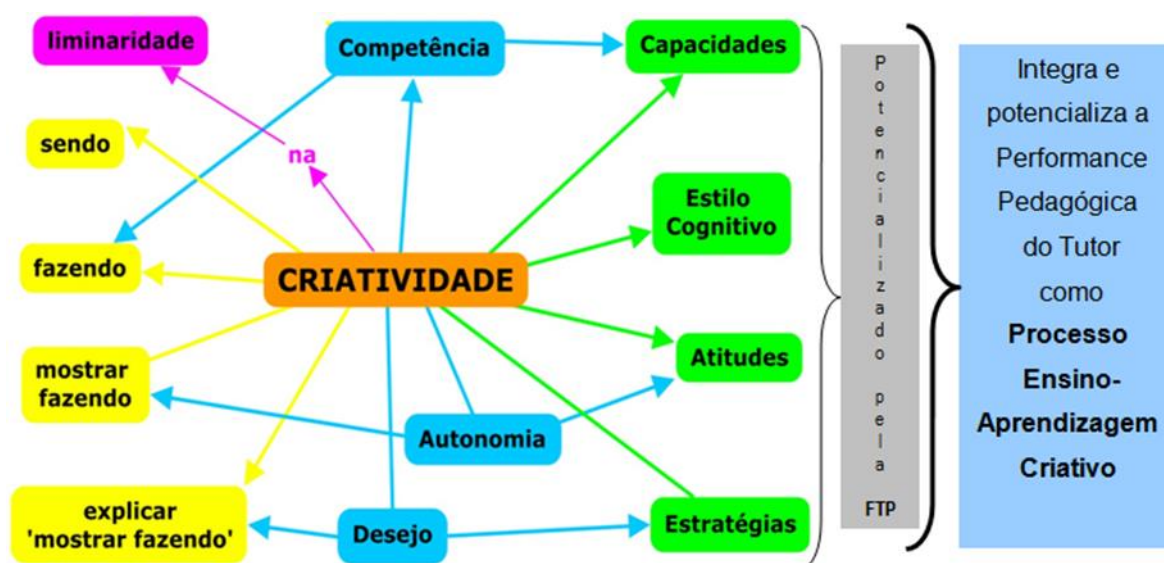 liminaridade
Competência
Capacidades
sendo
na
Estilo
Cognitivo
fazendo
CRIATIVIDADE
mostrar
fazendo
Atitudes
Autonomia
explicar
'mostrar fazendo'
Desejo
Estratégias
Potencializado pela
FTP
Integra e
potencializa a
Performance
Pedagógica
do Tutor
como
Processo
Ensino-
Aprendizagem
Criativo